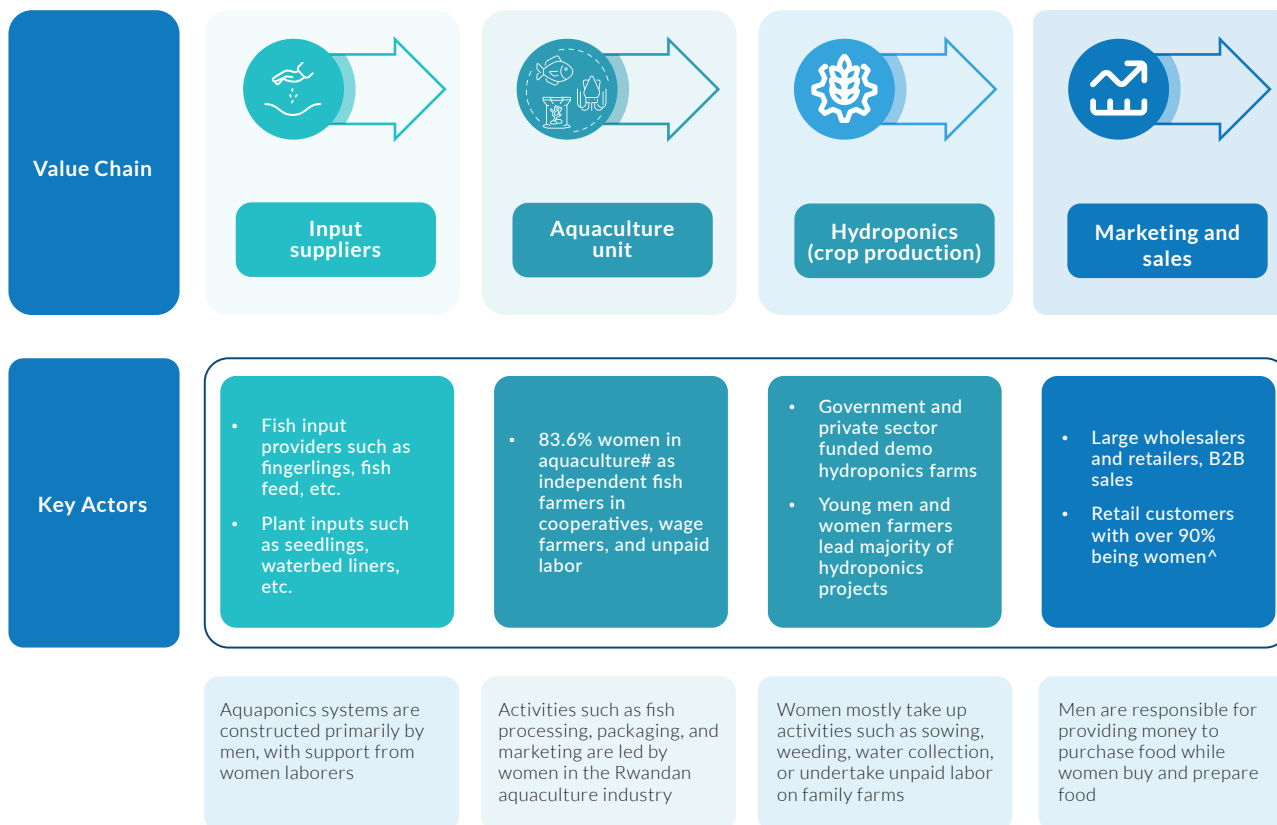 Value Chain
Input
suppliers
Aquaculture
unit
Hydroponics
(crop production)
Marketing and
sales
Key Actors
• Fish input
providers such as
fingerlings, fish
feed, etc.
• Plant inputs such
as seedlings,
waterbed liners,
etc.
• 83.6% women in
aquaculture# as
independent fish
farmers in
cooperatives, wage
farmers, and unpaid
labor
• Government and
private sector
funded demo
hydroponics farms
• Young men and
women farmers
lead majority of
hydroponics
projects
• Large wholesalers
and retailers, B2B
sales
• Retail customers
with over 90%
being women^
Aquaponics systems are
constructed primarily by
men, with support from
women laborers
Activities such as fish
processing, packaging, and
marketing are led by
women in the Rwandan
aquaculture industry
Women mostly take up
activities such as sowing,
weeding, water collection,
or undertake unpaid labor
on family farms
Men are responsible for
providing money to
purchase food while
women buy and prepare
food